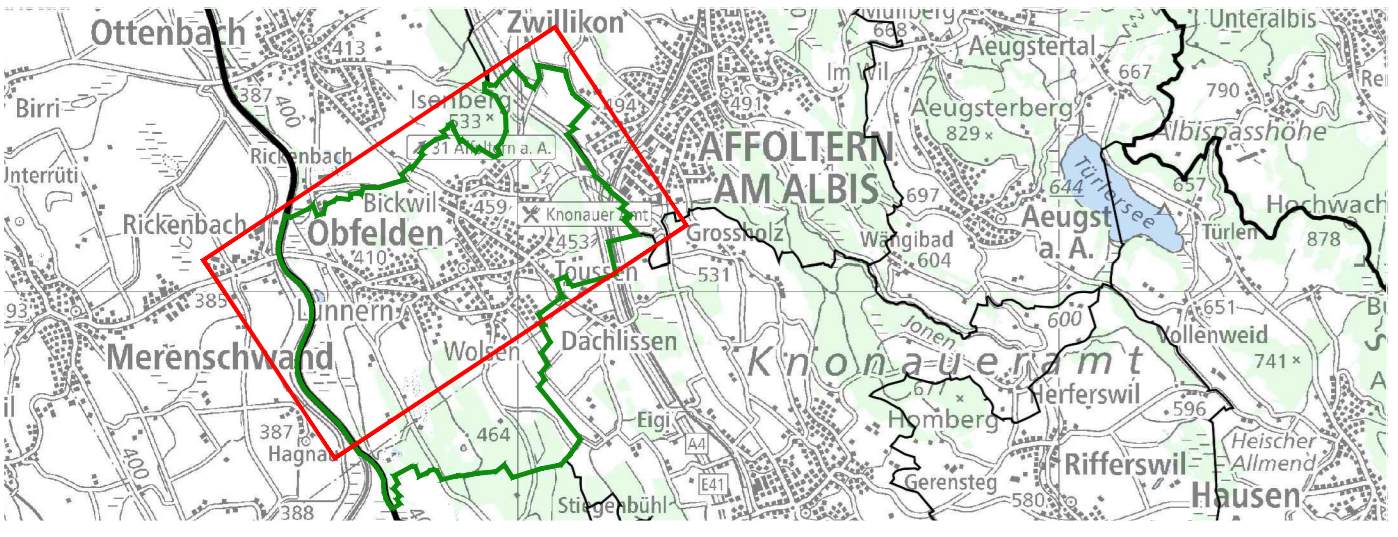 Ottenbach
Zwillikon
Unteralbis
413
668
Aeugstertal
Im Wil
667
790
Birri
387
400
Isenberg
533
494
491
Aeugsterberg
829
Albispasshöhe
Rickenbach
31 Affoltern a. A.
AFFOLTERN
AM ALBIS
Unterrüti
Türlersee
644
657
697
Bickwil
459
Knonauer Amt
Aeugst
a. A.
Hochwach
Rickenbach
Obfelden
453
Grossholz
Wängibad
604
Türlen
878
410
Toussen
531
385
93
Lunnern
651
600
Jonen
Vollenweid
Merenschwand
Wolsen
Dachlissen
Knonaueramt
741
677
Herferswil
596
Homberg
Eigi
387
Hagnau
464
A4
Heischer
Allmend
400
Rifferswil
E41
Gerensteg
Hausen
388
Stiegenbühl
580